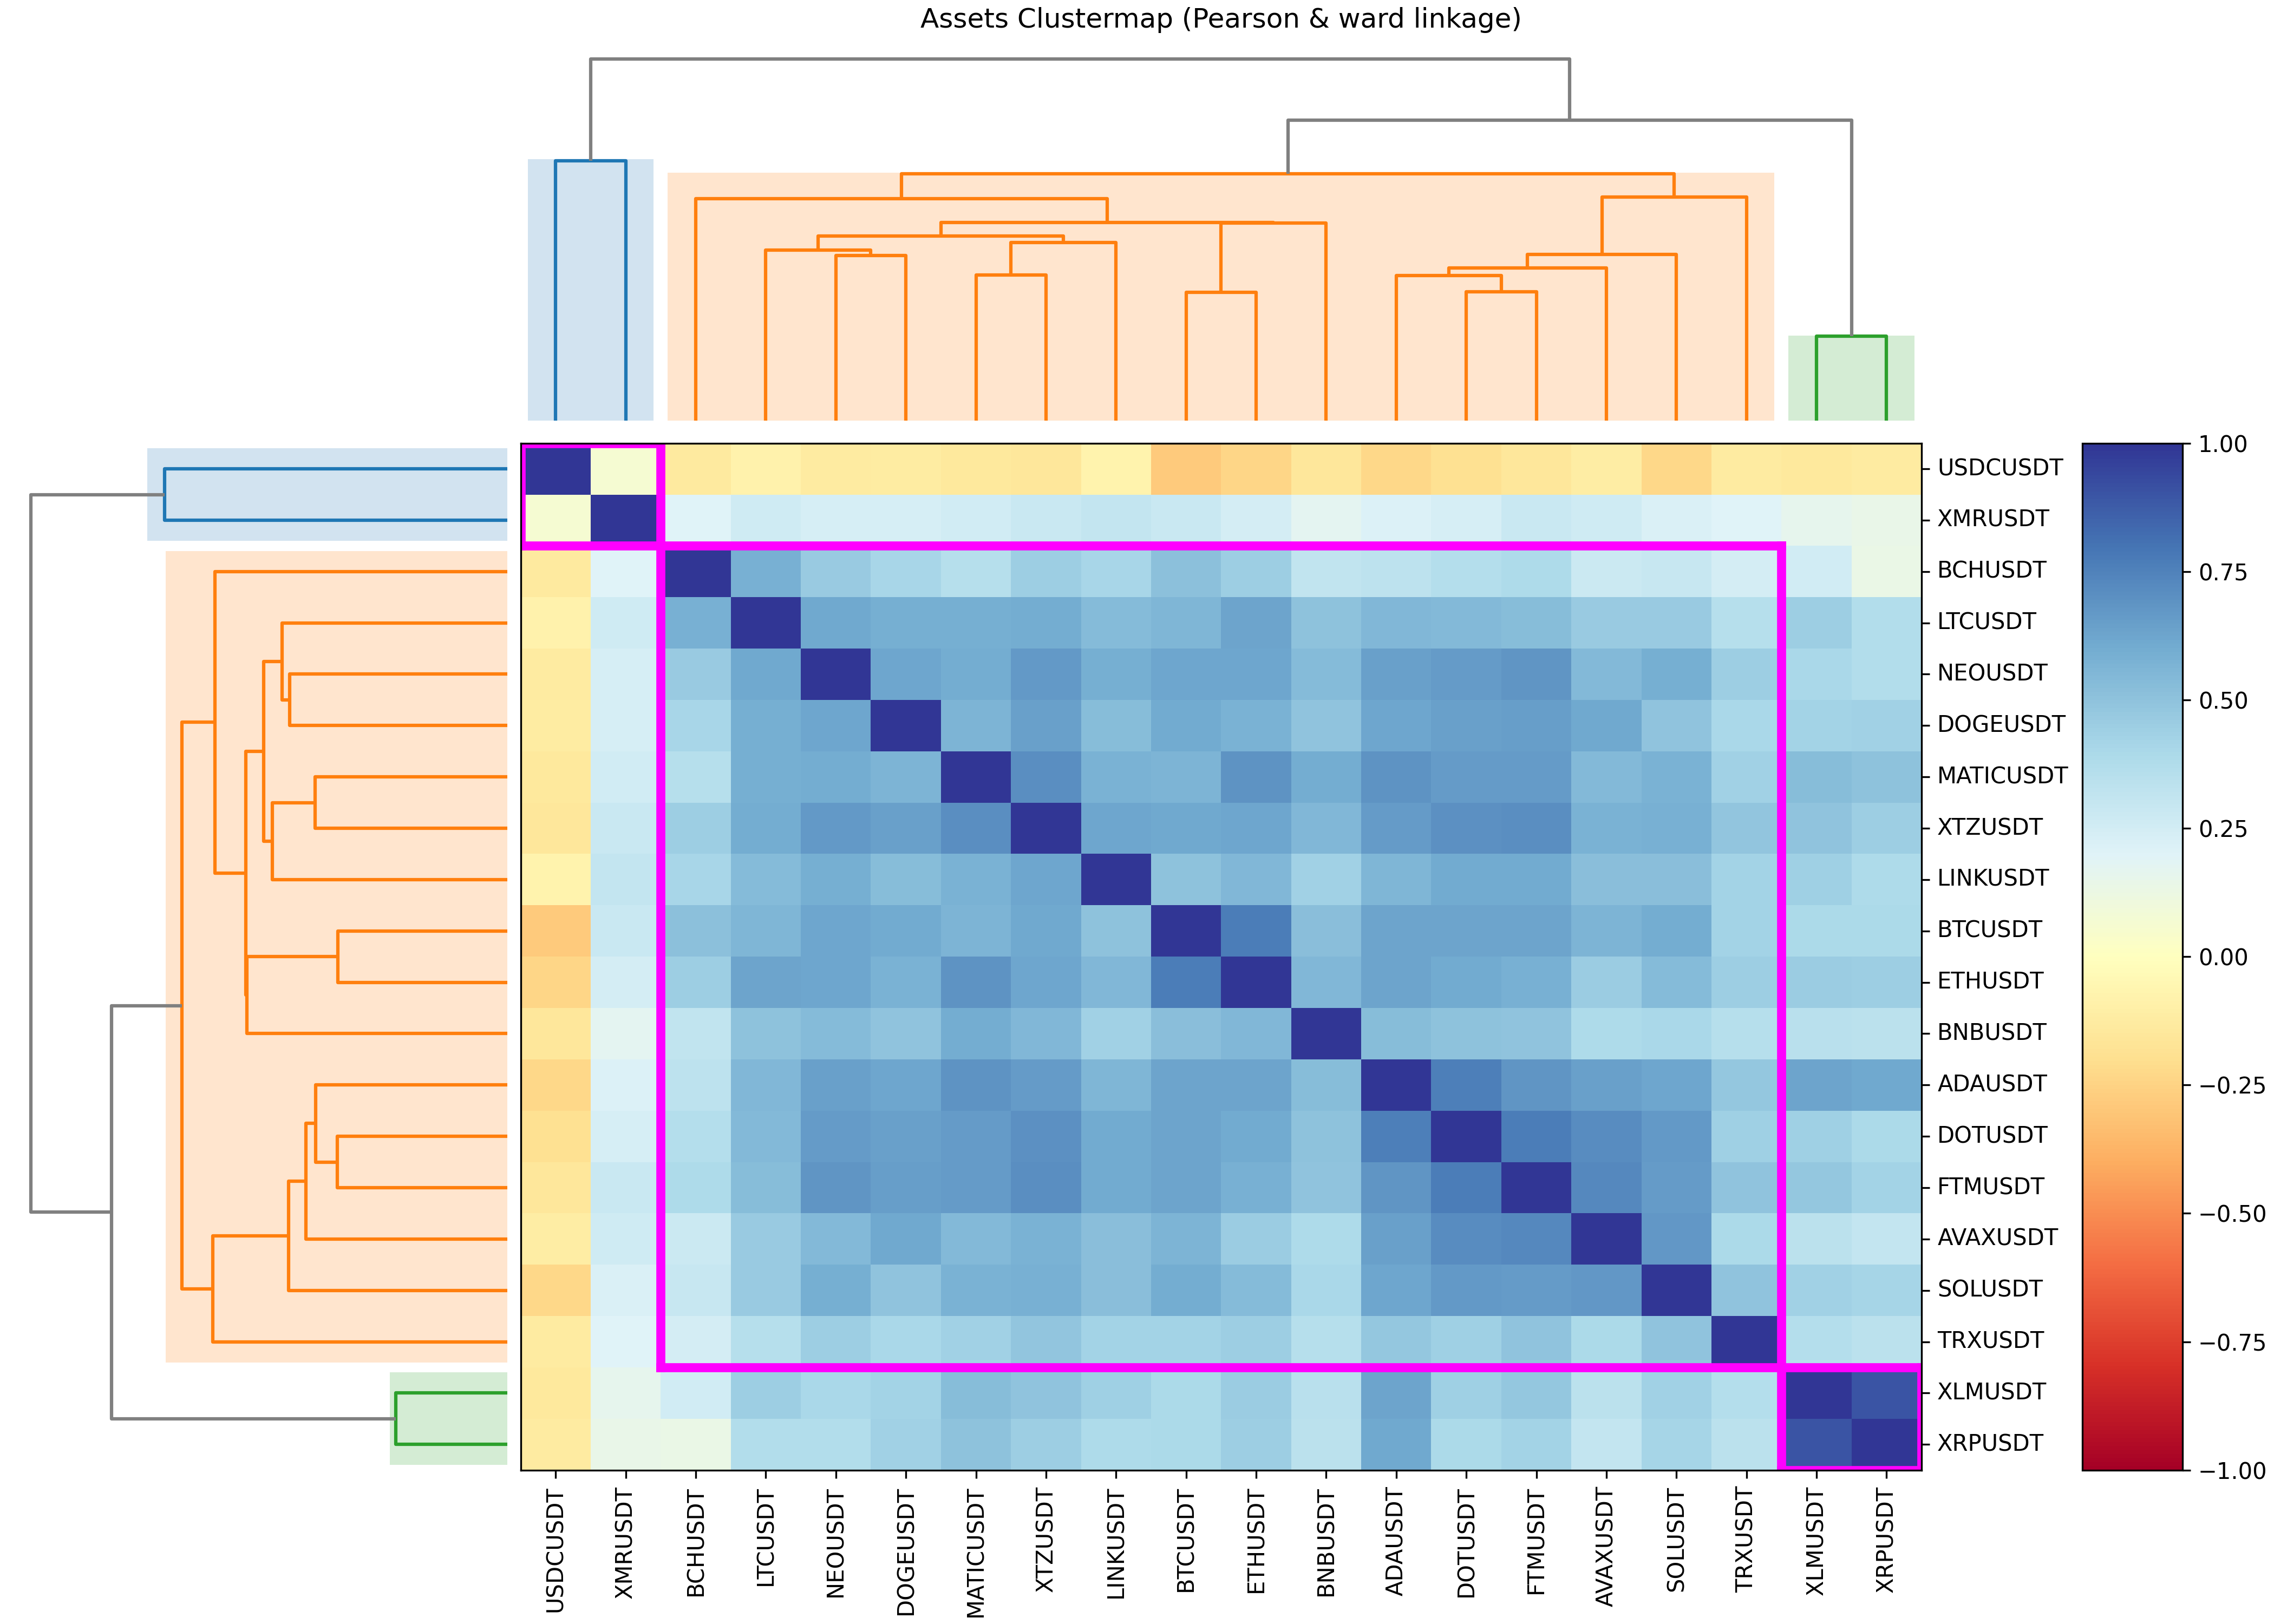 Assets Clustermap (Pearson & ward linkage)
USDCUSDT
XMRUSDT
BCHUSDT
LTCUSDT
NEOUSDT
DOGEUSDT
MATICUSDT
XTZUSDT
LINKUSDT
BTCUSDT
ETHUSDT
BNBUSDT
ADAUSDT
DOTUSDT
FTMUSDT
AVAXUSDT
SOLUSDT
TRXUSDT
XLMUSDT
XRPUSDT
1.00
0.75
0.50
0.25
0.00
−0.25
−0.50
−0.75
−1.00
USDCUSDT
XMRUSDT
BCHUSDT
LTCUSDT
NEOUSDT
DOGEUSDT
MATICUSDT
XTZUSDT
LINKUSDT
BTCUSDT
ETHUSDT
BNBUSDT
ADAUSDT
DOTUSDT
FTMUSDT
AVAXUSDT
SOLUSDT
TRXUSDT
XLMUSDT
XRPUSDT